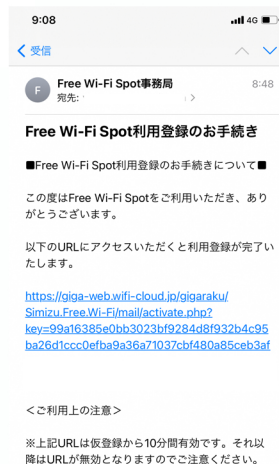 9:08
4G
受信
F
Free Wi-Fi Spot事務局
8:48
宛先:
Free Wi-Fi Spot利用登録のお手続き
■Free Wi-Fi Spot利用登録のお手続きについて■
この度はFree Wi-Fi Spotをご利用いただき、あり
がとうございます。
以下のURLにアクセスいただくと利用登録が完了い
たします。
https://giga-web.wifi-cloud.jp/gigaraku/
Simizu.Free.Wi-Fi/mail/activate.php?
key=99a16385e0bb3023bf9284d8f932b4c95
ba26d1ccc0efba9a36a71037cbf480a85ceb3af
<ご利用上の注意>
※上記URLは仮登録から10分間有効です。それ以
降はURLが無効となりますのでご注意ください。